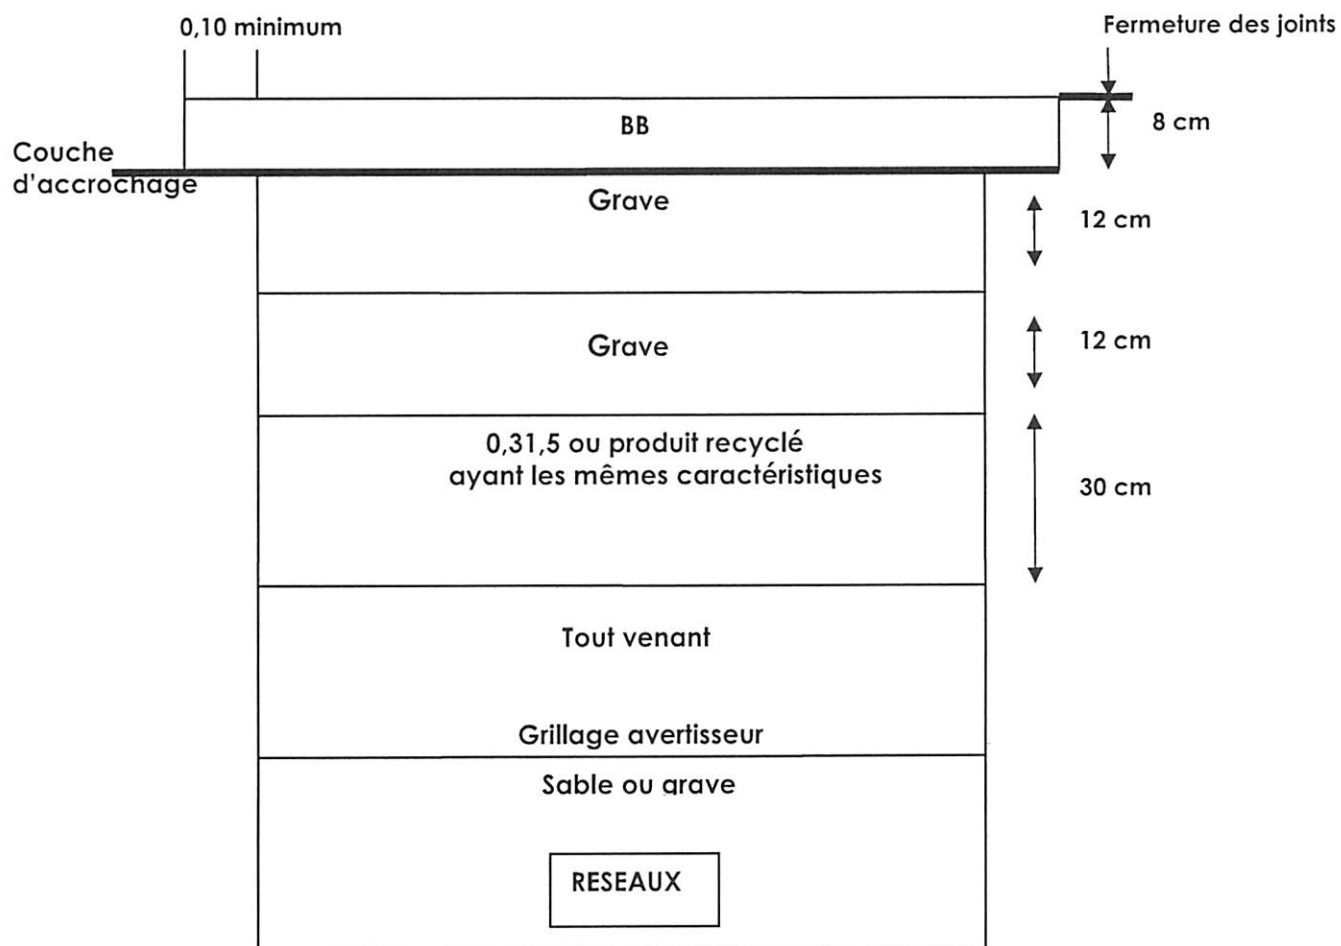 0,10 minimum
Fermeture des joints
BB
8 cm
Couche
d'accrochage
Grave
12 cm
Grave
12 cm
0,31,5 ou produit recyclé
ayant les mêmes caractéristiques
30 cm
Tout venant
Grillage avertisseur
Sable ou grave
RESEAUX